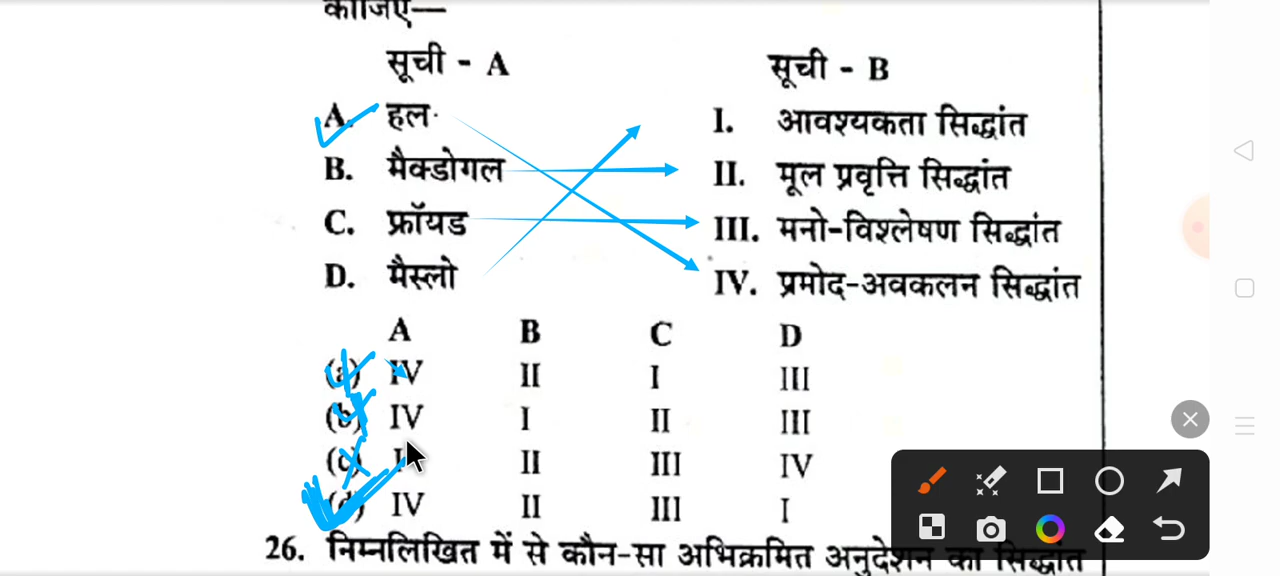 कीजिए—
सूची - A सूची - B
A. हल I. आवश्यकता सिद्धांत
B. मैक्डोगल II. मूल प्रवृत्ति सिद्धांत
C. फ्रॉयड III. मनो-विश्लेषण सिद्धांत
D. मैस्लो IV. प्रमोद-अवकलन सिद्धांत
A B C D
(a) IV II I III
(b) IV I II III
(c) I II III IV
(d) IV II III I
26. निम्नलिखित में से कौन-सा अभिक्रमित अनुदेशन का सिद्धांत